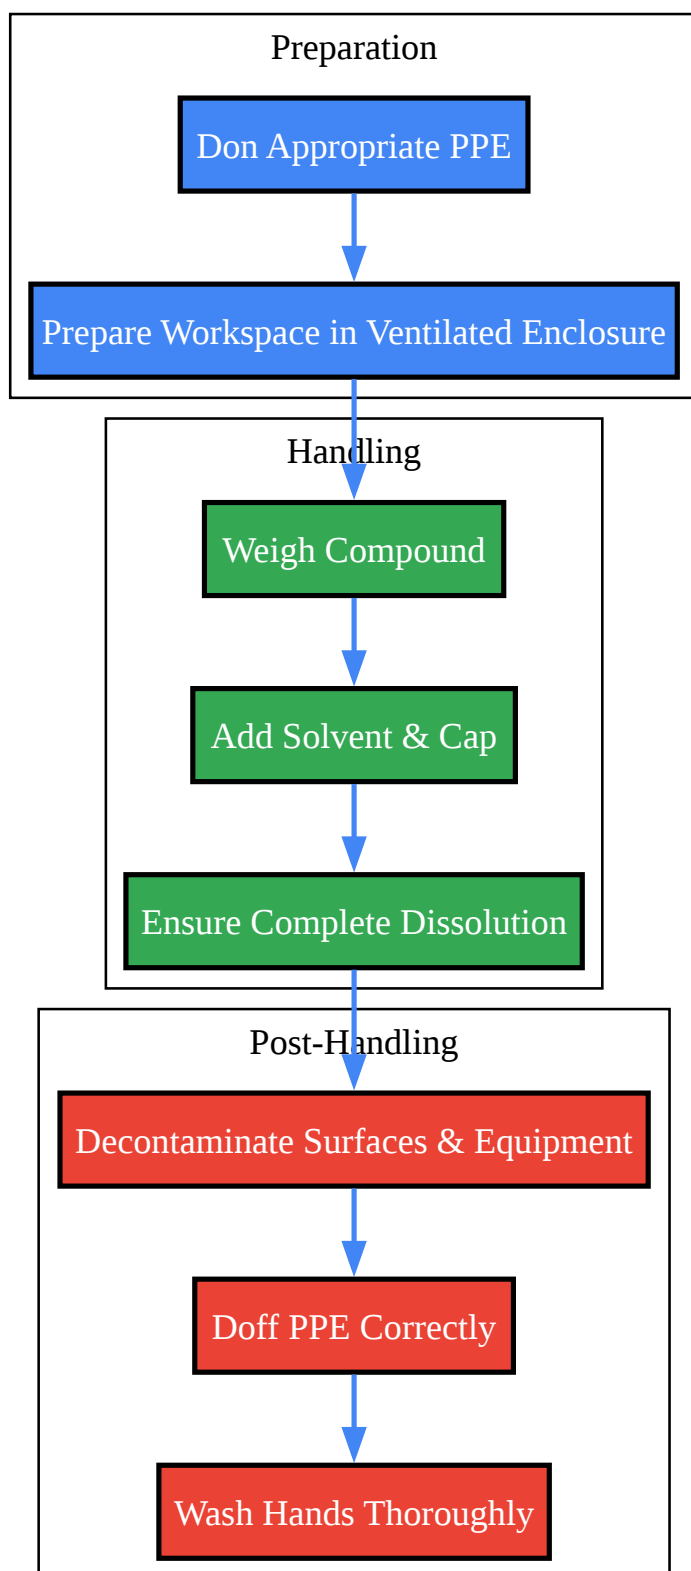 Preparation
Don Appropriate PPE
Prepare Workspace in Ventilated Enclosure
Handling
Weigh Compound
Add Solvent & Cap
Ensure Complete Dissolution
Post-Handling
Decontaminate Surfaces & Equipment
Doff PPE Correctly
Wash Hands Thoroughly